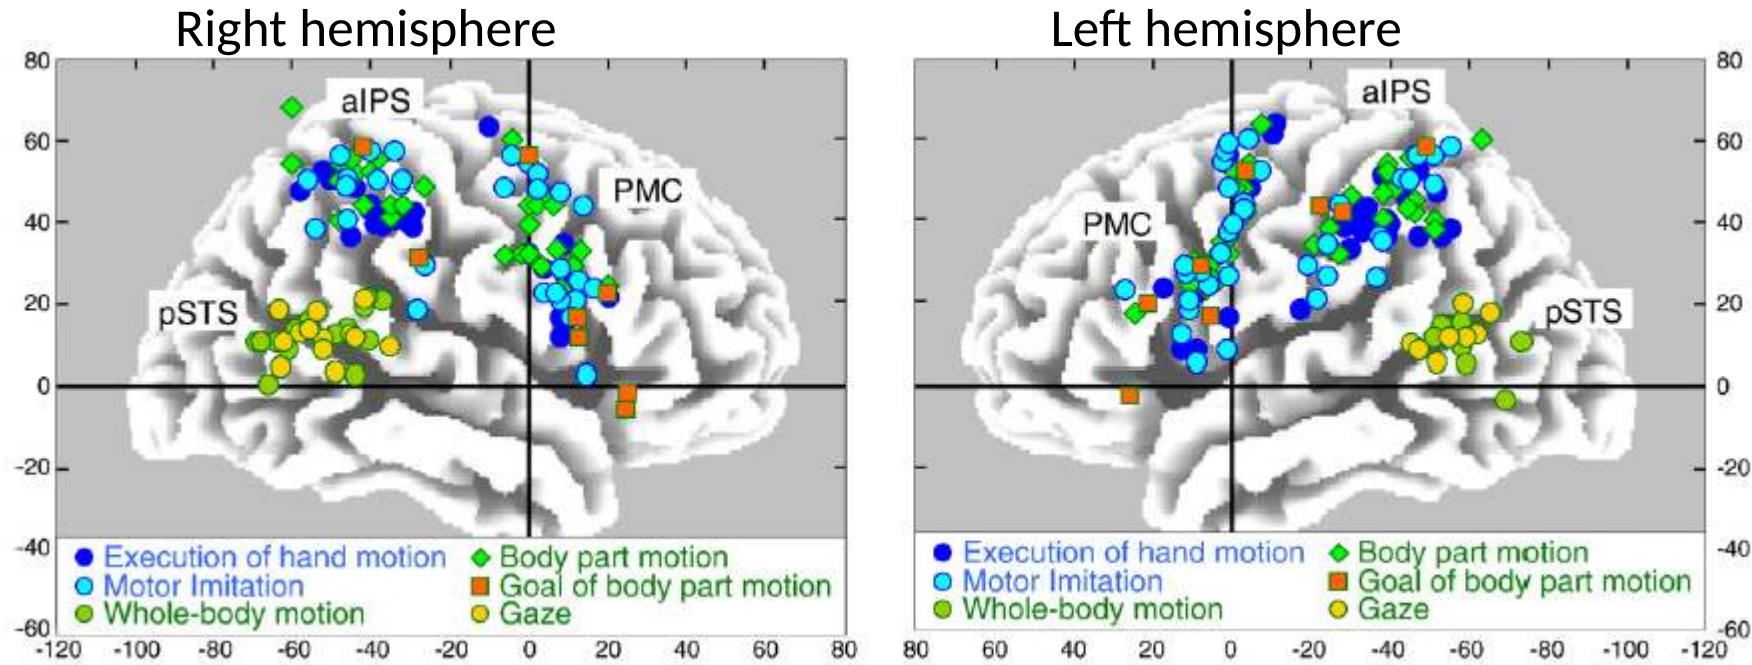 Right hemisphere
Left hemisphere
80
60
40
20
0
-20
-40
-60
aIPS
PMC
pSTS
Execution of hand motion
Motor Imitation
Whole-body motion
Body part motion
Goal of body part motion
Gaze
-120 -100 -80 -60 -40 -20 0 20 40 60 80
aIPS
PMC
pSTS
80
60
40
20
0
-20
-40
-60
Execution of hand motion
Motor Imitation
Whole-body motion
Body part motion
Goal of body part motion
Gaze
80 60 40 20 0 -20 -40 -60 -80 -100 -120